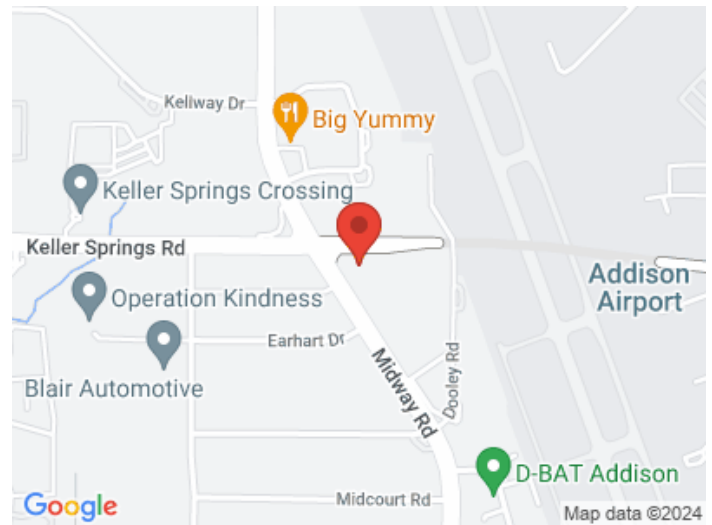 Kellway Dr
Big Yummy
Keller Springs Crossing
Keller Springs Rd
Addison
Airport
Operation Kindness
Earhart Dr
Blair Automotive
Midway Rd
Dooley Rd
D-BAT Addison
Midcourt Rd
Google
Map data ©2024